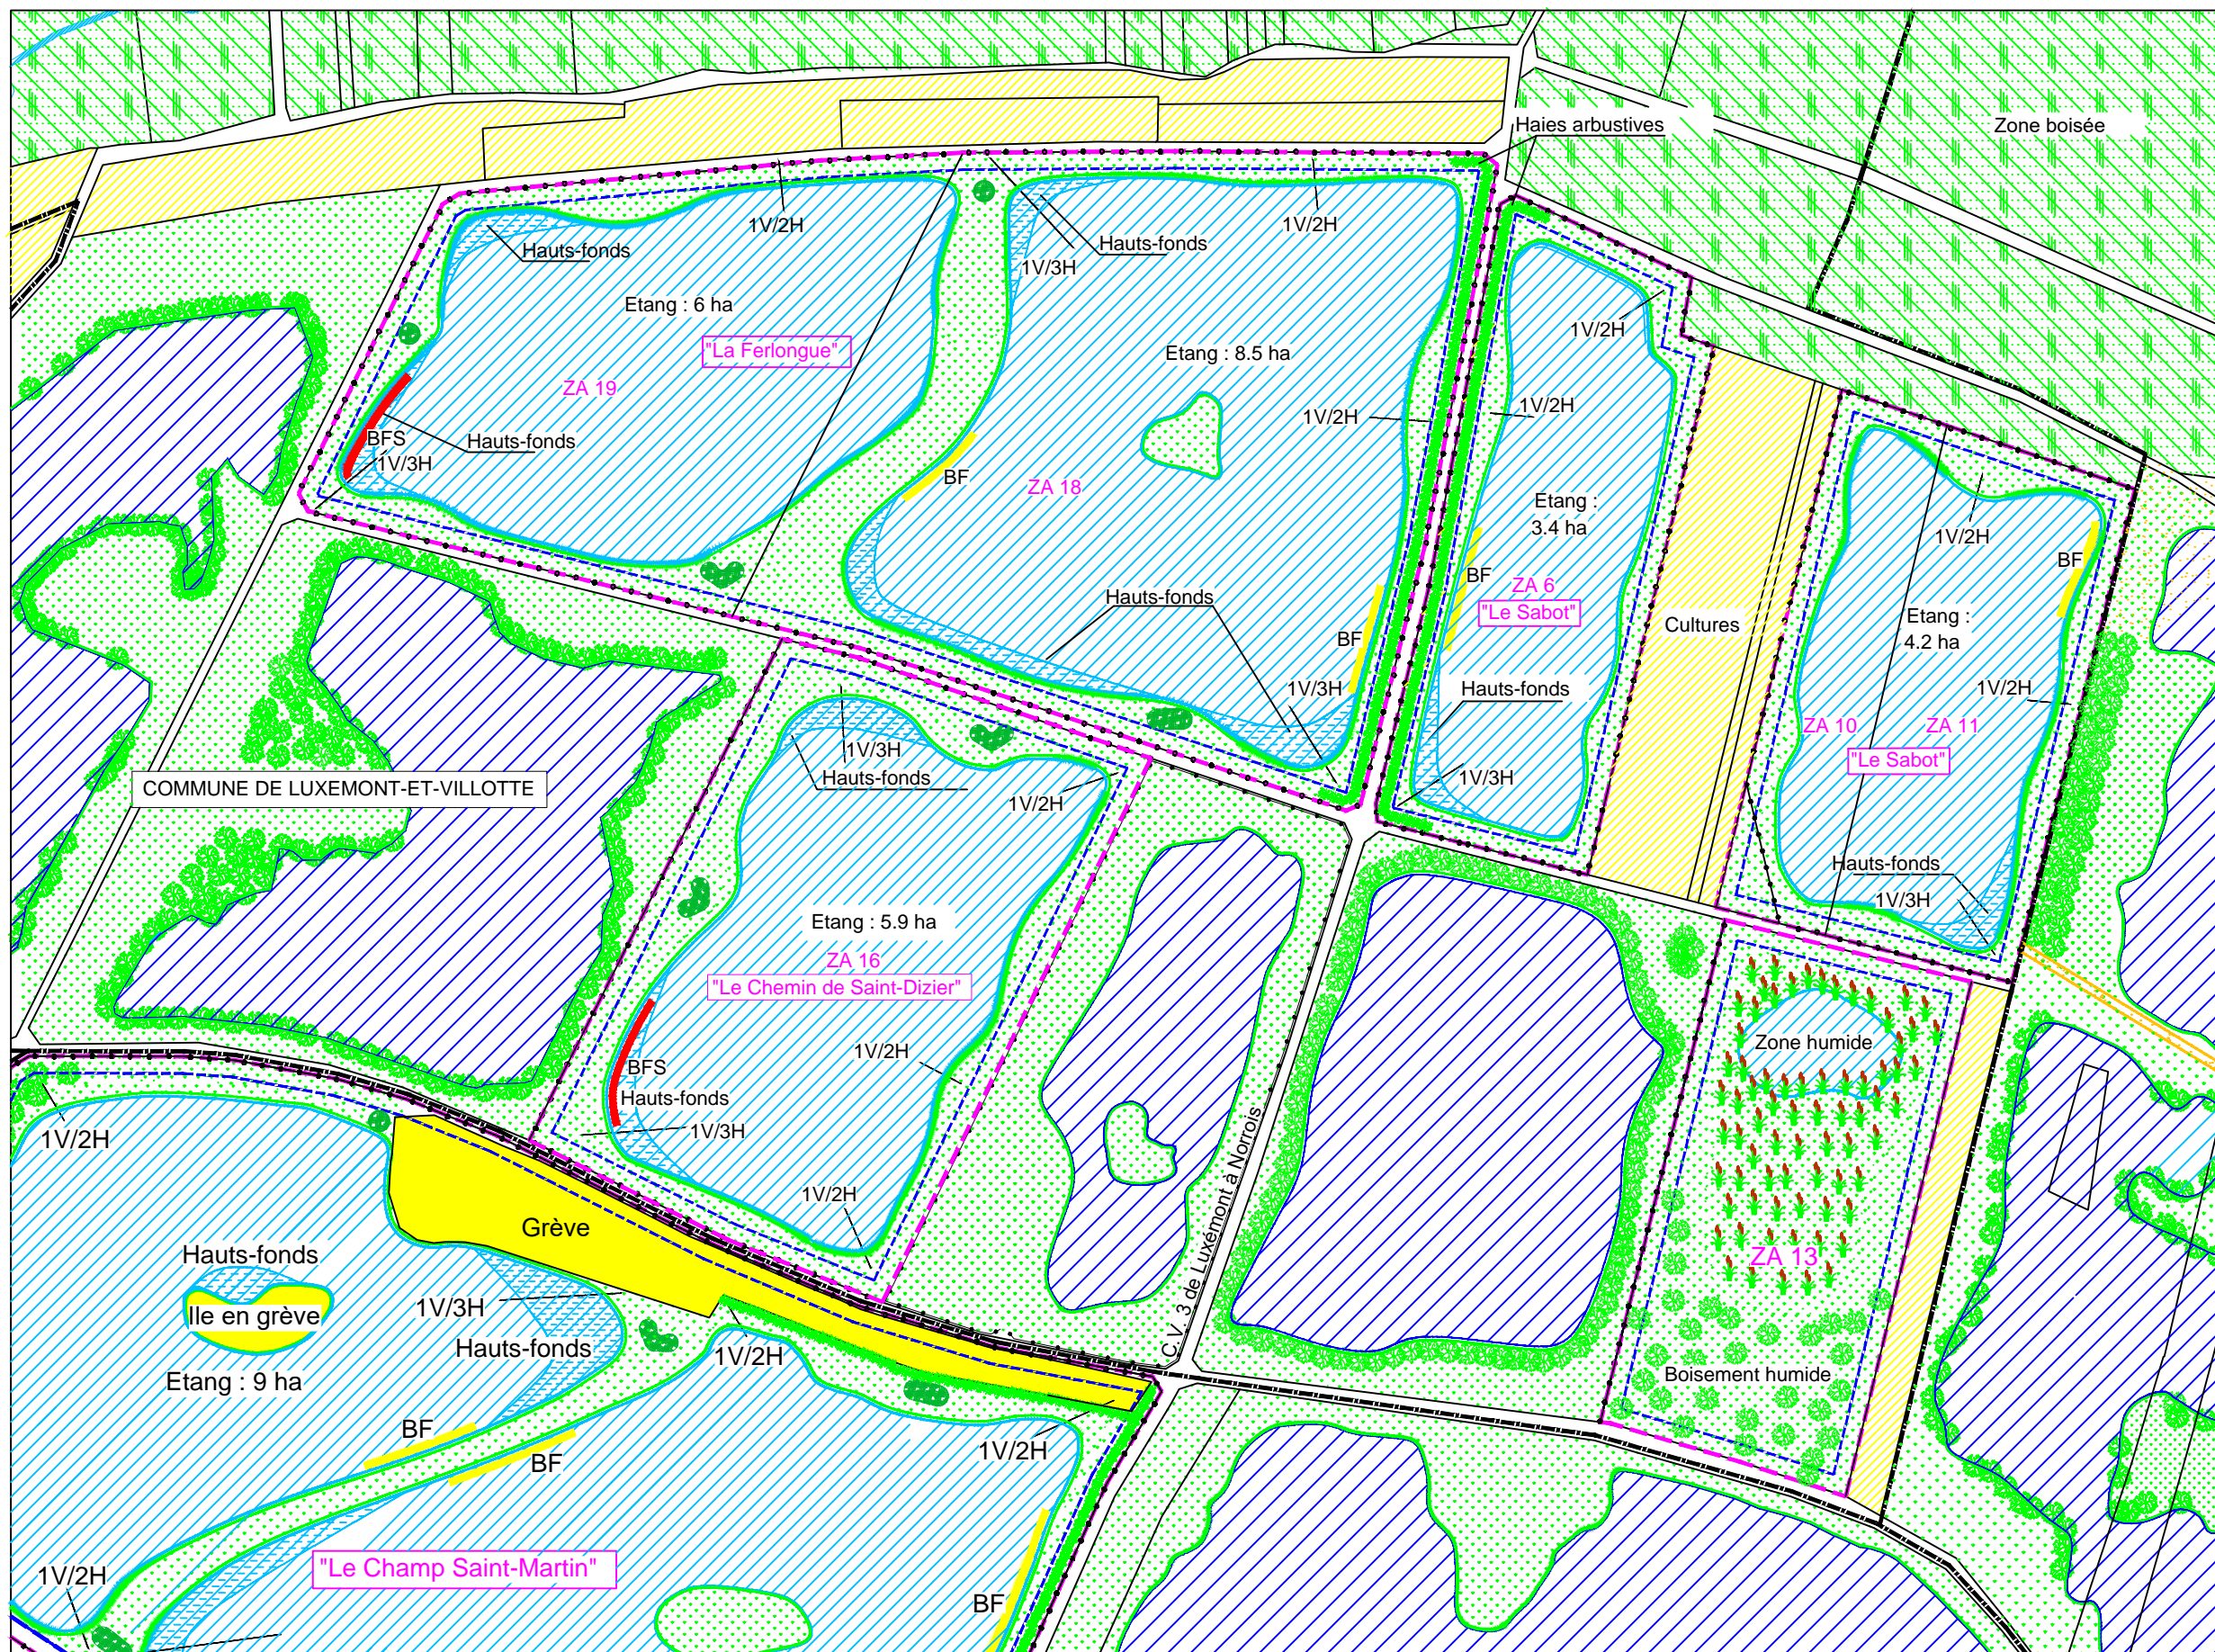 Haies arbustives
Zone boisée
1V/2H
1V/2H
Hauts-fonds
Hauts-fonds
1V/3H
Etang : 6 ha
"La Ferlongue"
ZA 19
1V/2H
Etang : 8.5 ha
1V/2H
1V/2H
BFS
Hauts-fonds
1V/3H
BF
ZA 18
Etang :
3.4 ha
1V/2H
BF
BF
ZA 6
"Le Sabot"
Hauts-fonds
Cultures
Etang :
4.2 ha
BF
1V/3H
Hauts-fonds
1V/2H
ZA 10
ZA 11
"Le Sabot"
1V/3H
Hauts-fonds
1V/3H
COMMUNE DE LUXEMONT-ET-VILLOTTE
1V/2H
1V/3H
Hauts-fonds
Etang : 5.9 ha
ZA 16
"Le Chemin de Saint-Dizier"
1V/2H
BFS
Hauts-fonds
1V/3H
Zone humide
1V/2H
C.V. 3 de Luxémont à Norrois
1V/2H
Grève
ZA 13
Hauts-fonds
Ile en grève
1V/3H
Hauts-fonds
1V/2H
Boisement humide
Etang : 9 ha
BF
BF
1V/2H
"Le Champ Saint-Martin"
1V/2H
BF